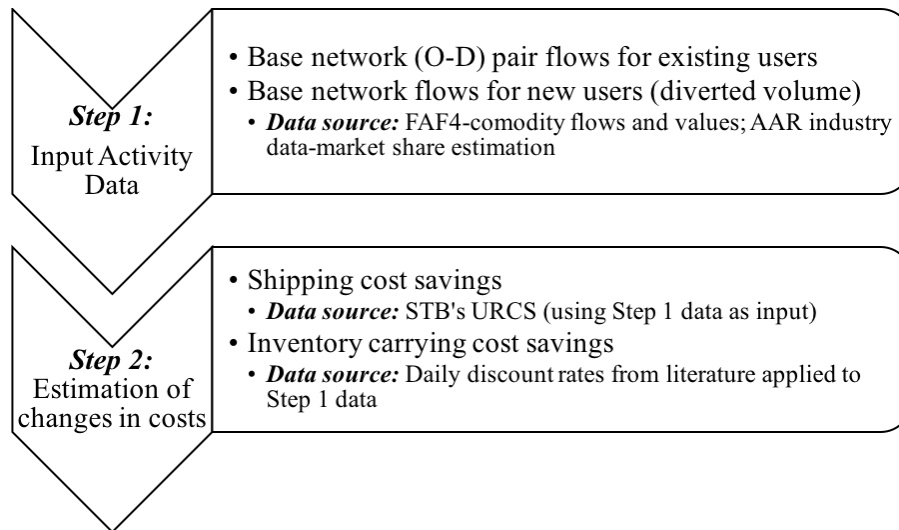 Step 1:
Input Activity
Data
• Base network (O-D) pair flows for existing users
• Base network flows for new users (diverted volume)
• Data source: FAF4-comodity flows and values; AAR industry
data-market share estimation
Step 2:
Estimation of
changes in costs
• Shipping cost savings
• Data source: STB's URCS (using Step 1 data as input)
• Inventory carrying cost savings
• Data source: Daily discount rates from literature applied to
Step 1 data